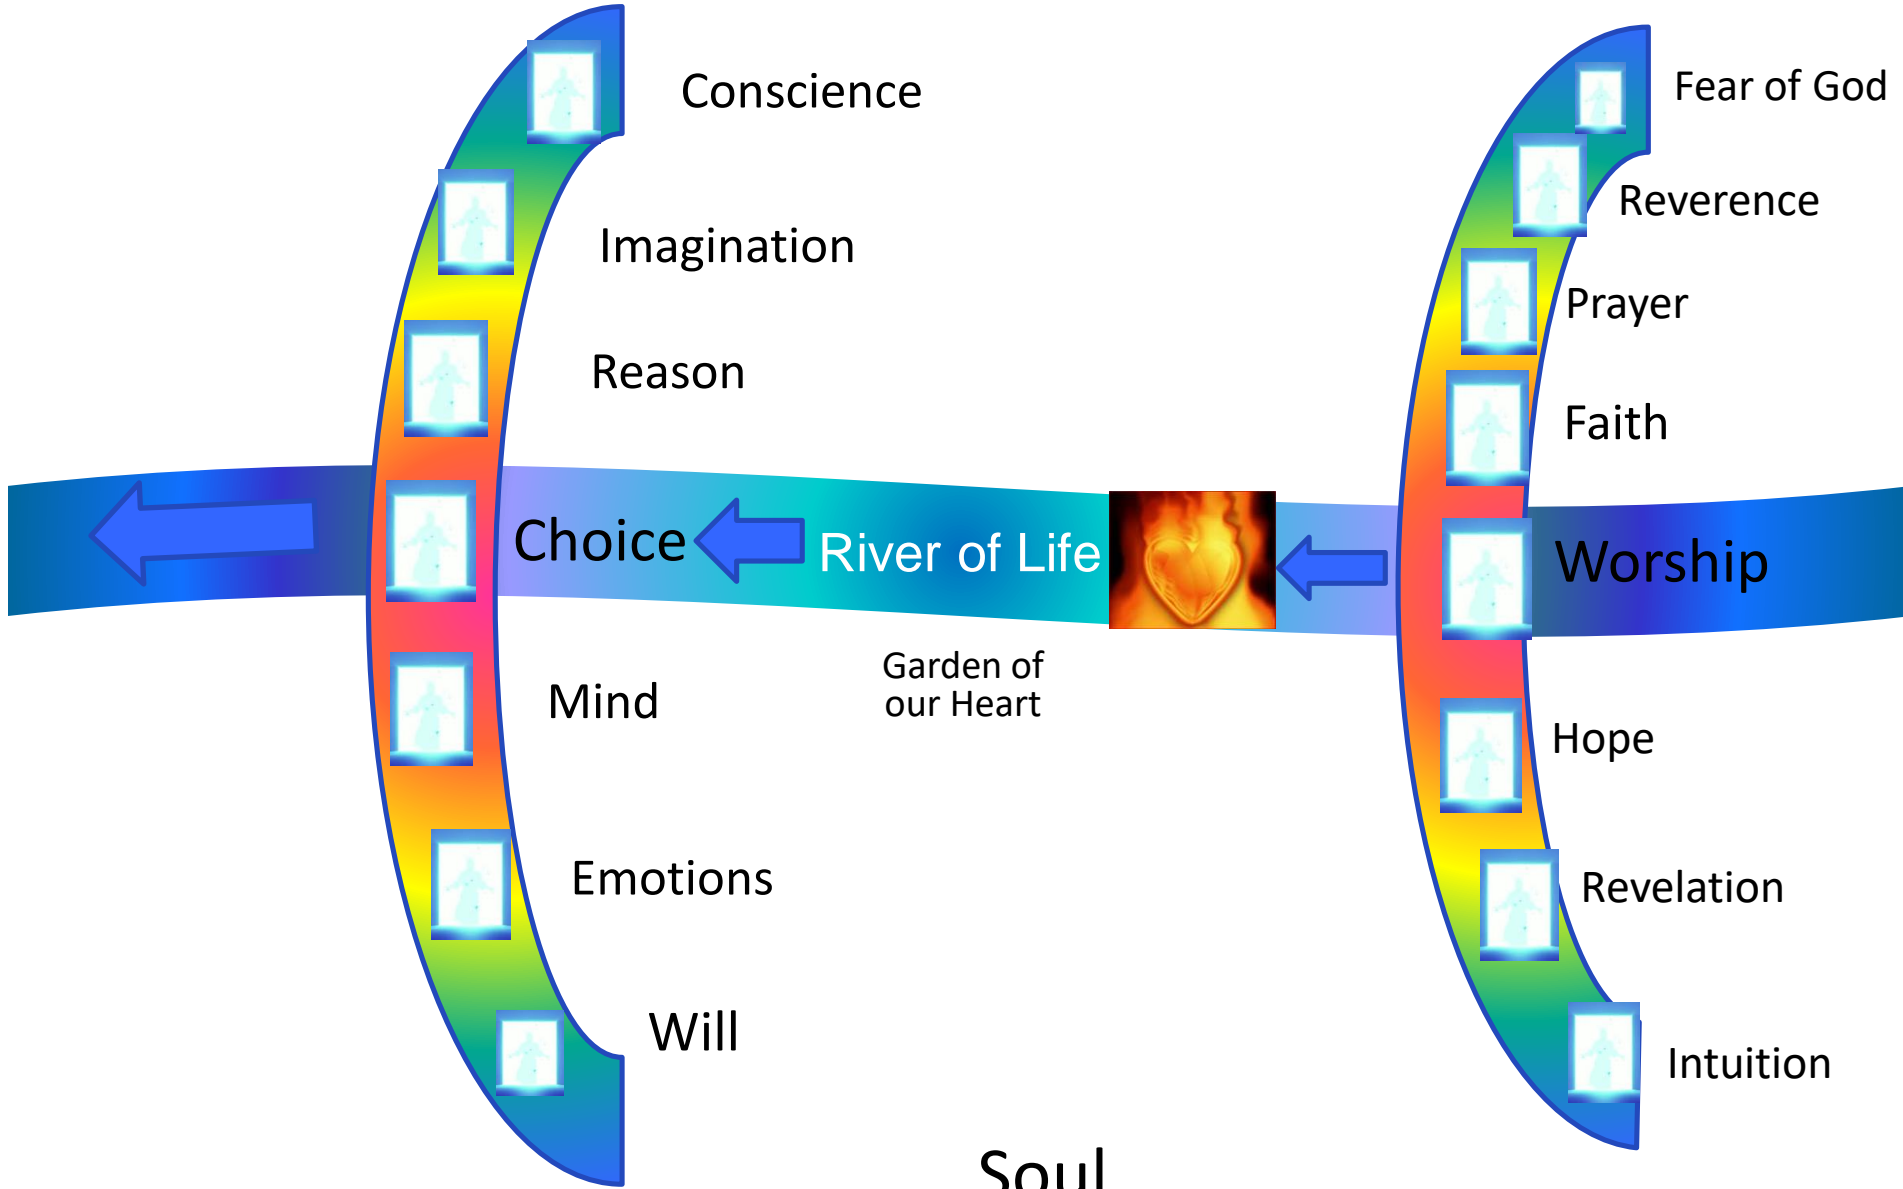 Conscience
Imagination
Reason
Choice
Mind
Emotions
Will
River of Life
Garden of
our Heart
Soul
Fear of God
Reverence
Prayer
Faith
Worship
Hope
Revelation
Intuition